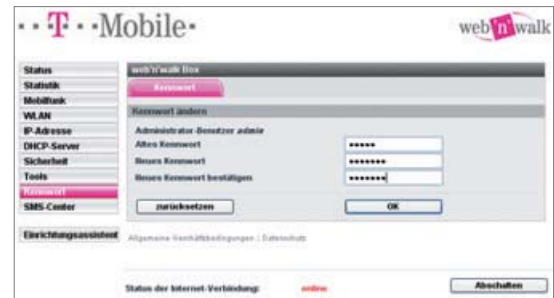 ··T··Mobile·
web'n'walk
Status
Statistik
Mobilfunk
WLAN
IP-Adresse
DHCP-Server
Sicherheit
Tools
Kennwort
SMS-Center
Einrichtungsassistent
web'n'walk Box
Kennwort
Kennwort ändern
Administrator-Benutzer admin
Altes Kennwort •••••
Neues Kennwort •••••••
Neues Kennwort bestätigen •••••••
zurücksetzen OK
Allgemeine Geschäftsbedingungen | Datenschutz
Status der Internet-Verbindung: online Abschalten